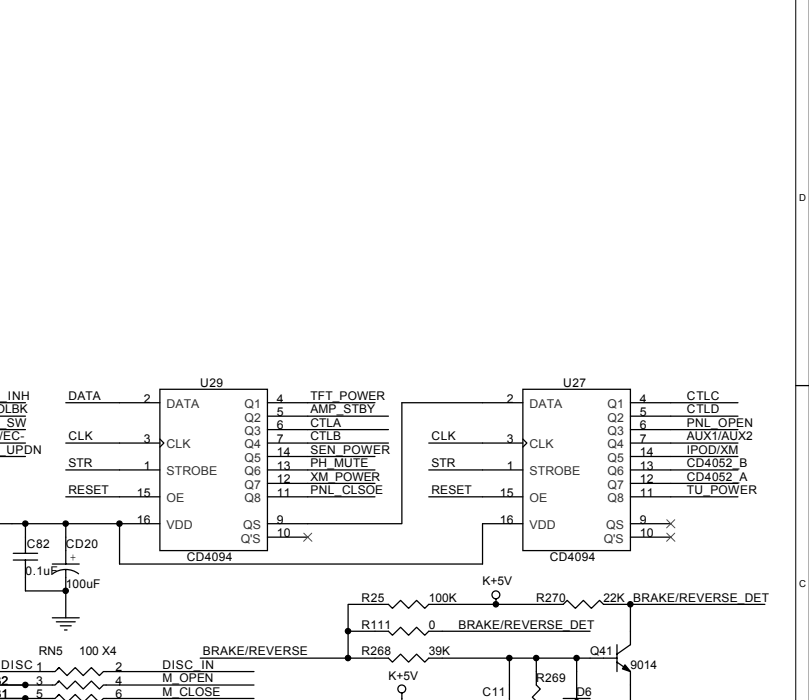 D
U29
U27
_INH
DLBK
_SW
/EC-
_UPDN
DATA 2 DATA Q1 4 TFT_POWER
Q2 5 AMP_STBY
Q3 6 CTLA
CLK 3 CLK Q4 7 CTLB
Q5 14 SEN_POWER
STR 1 STROBE Q6 13 PH_MUTE
Q7 12 XM_POWER
RESET 15 OE Q8 11 PNL_CLSOE
16 VDD QS 9
Q'S 10
CD4094
2 DATA Q1 4 CTLC
Q2 5 CTLD
Q3 6 PNL_OPEN
CLK 3 CLK Q4 7 AUX1/AUX2
Q5 14 IPOD/XM
STR 1 STROBE Q6 13 CD4052_B
Q7 12 CD4052_A
RESET 15 OE Q8 11 TU_POWER
16 VDD QS 9
Q'S 10
CD4094
C82
0.1uF
CD20
+
100uF
C
K+5V
R25 100K R270 22K BRAKE/REVERSE_DET
R111 0 BRAKE/REVERSE_DET
BRAKE/REVERSE R268 39K Q41
9014
RN5 100 X4
DISC 1 2 DISC_IN
3 4 M_OPEN
5 6 M_CLOSE
K+5V
C11
R269
D6